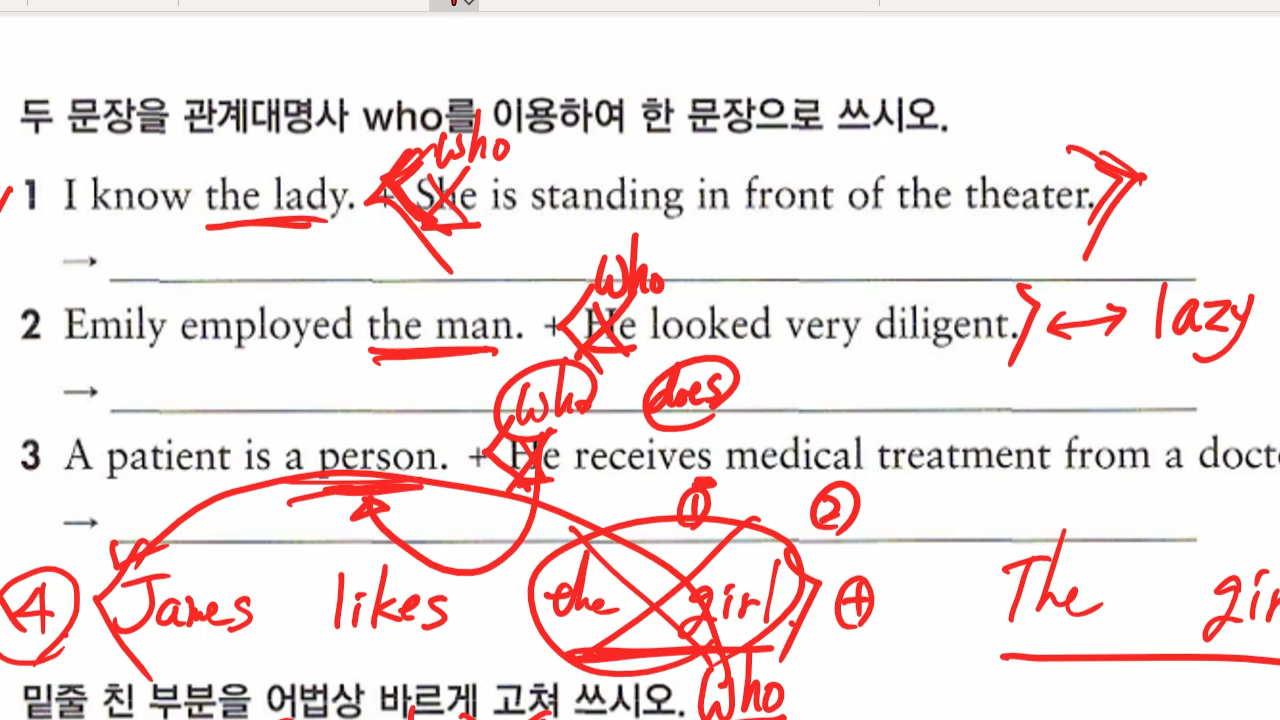 두 문장을 관계대명사 who를 이용하여 한 문장으로 쓰시오.
who
1 I know the lady. + She is standing in front of the theater.
→
who
2 Emily employed the man. + He looked very diligent. ↔ lazy
→
who does
3 A patient is a person. + He receives medical treatment from a docto
→
① ②
④ James likes the girl. + The gir
who
밑줄 친 부분을 어법상 바르게 고쳐 쓰시오.